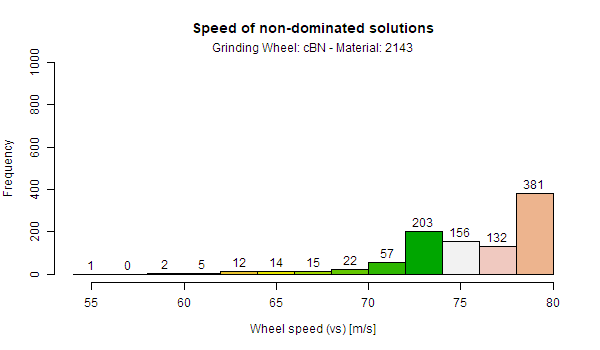 Speed of non-dominated solutions
Grinding Wheel: cBN - Material: 2143
Frequency
1000
800
600
400
200
0
1 0 2 5 12 14 15 22 57 203 156 132 381
55 60 65 70 75 80
Wheel speed (vs) [m/s]